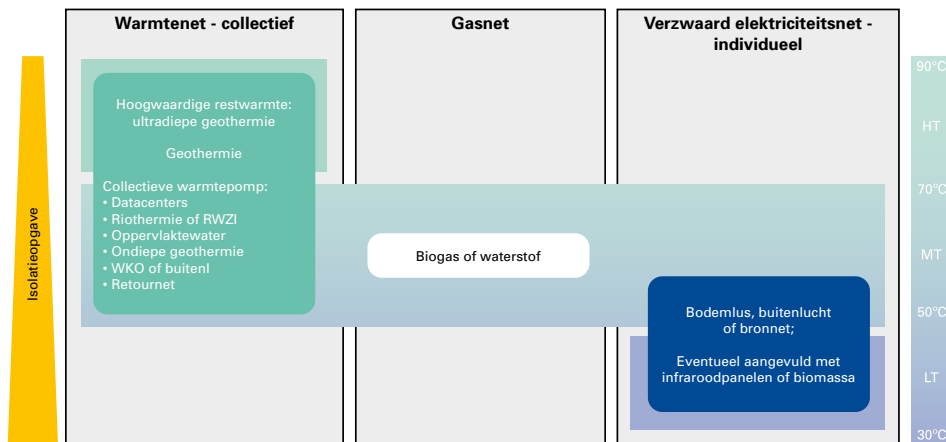 Warmtenet - collectief
Gasnet
Verzwaard elektriciteitsnet -
individueel
Isolatieopgave
Hoogwaardige restwarmte:
ultradiepe geothermie
Geothermie
Collectieve warmtepomp:
• Datacenters
• Riothermie of RWZI
• Oppervlaktewater
• Ondiepe geothermie
• WKO of buitenl
• Retournet
Biogas of waterstof
Bodemlus, buitenlucht
of bronnet;
Eventueel aangevuld met
infraroodpanelen of biomassa
90°C
HT
70°C
MT
50°C
LT
30°C